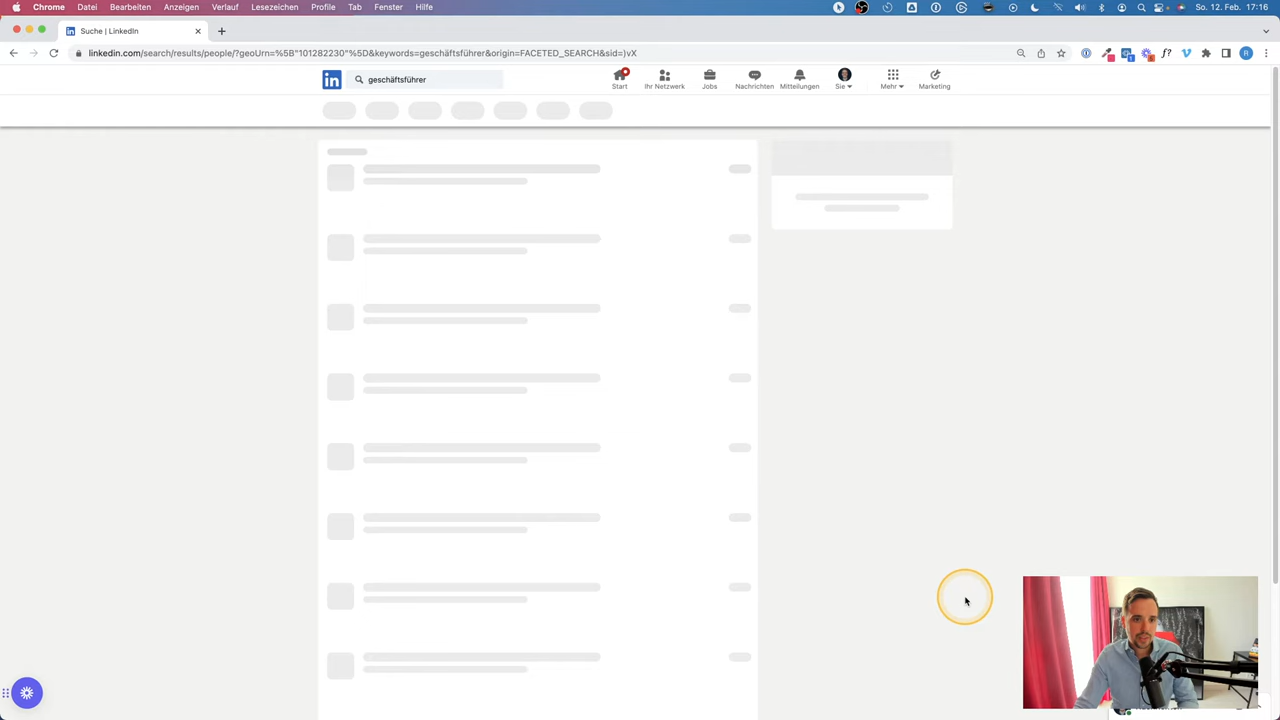 Chrome Datei Bearbeiten Anzeigen Verlauf Lesezeichen Profile Tab Fenster Hilfe
So. 12. Feb. 17:16
Suche | LinkedIn
linkedin.com/search/results/people/?geoUrn=%5B"101282230"%5D&keywords=geschäftsführer&origin=FACETED_SEARCH&sid=)vX
R
in
geschäftsführer
Start
Ihr Netzwerk
Jobs
Nachrichten
Mitteilungen
Sie
Mehr
Marketing